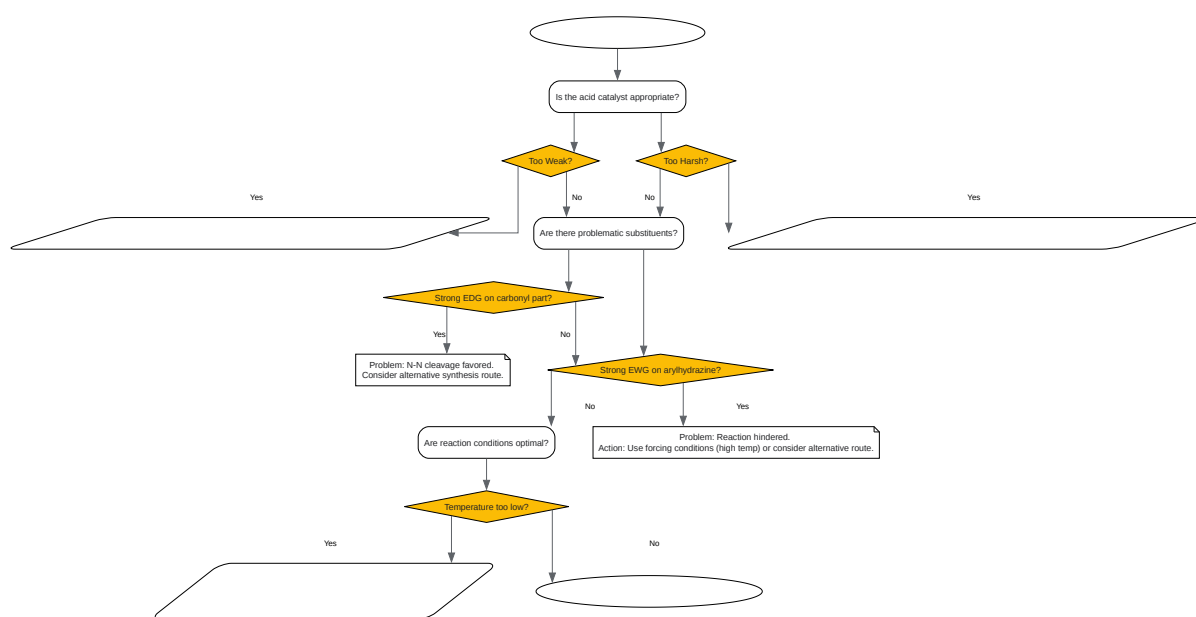 Is the acid catalyst appropriate?
Too Weak?
Too Harsh?
Yes
No
No
Yes
Are there problematic substituents?
Strong EDG on carbonyl part?
Yes
No
Problem: N-N cleavage favored.
Consider alternative synthesis route.
Strong EWG on arylhydrazine?
No
Yes
Are reaction conditions optimal?
Problem: Reaction hindered.
Action: Use forcing conditions (high temp) or consider alternative route.
Temperature too low?
Yes
No